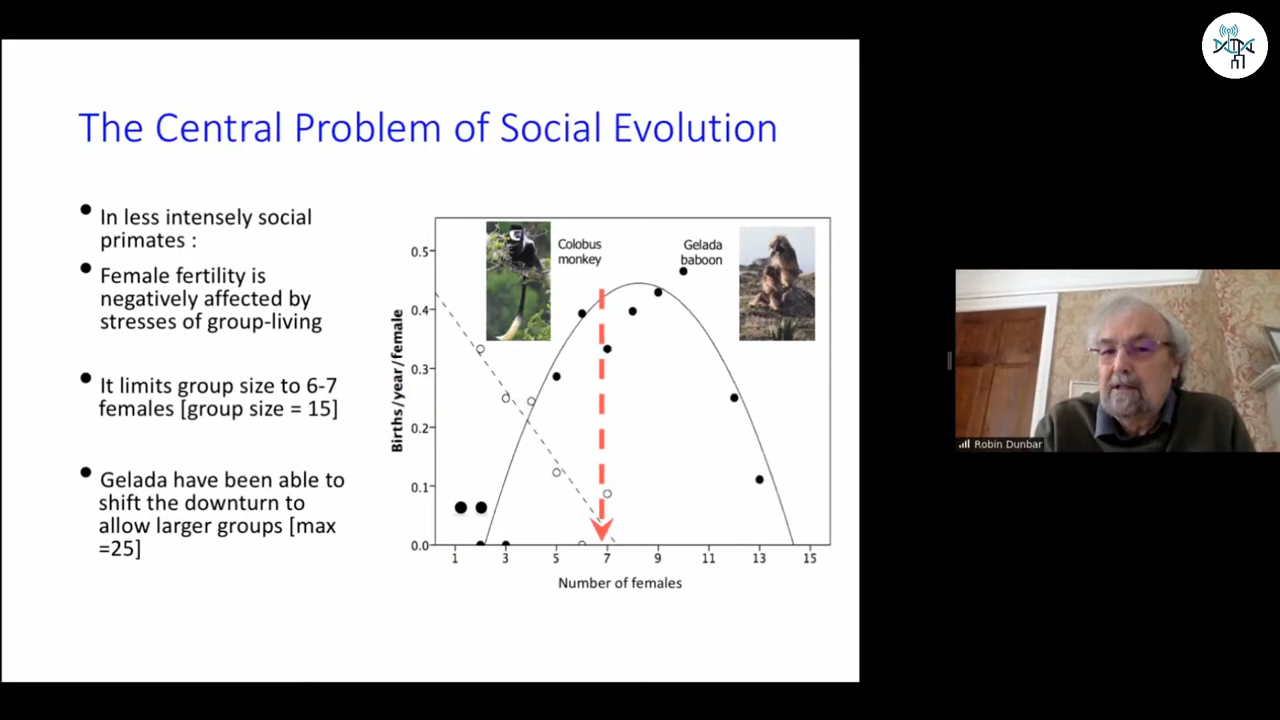 The Central Problem of Social Evolution
In less intensely social
primates :
Female fertility is
negatively affected by
stresses of group-living
It limits group size to 6-7
females [group size = 15]
Gelada have been able to
shift the downturn to
allow larger groups [max
=25]
Colobus
monkey
Gelada
baboon
Births/year/female
0.5
0.4
0.3
0.2
0.1
0.0
1 3 5 7 9 11 13 15
Number of females
Robin Dunbar